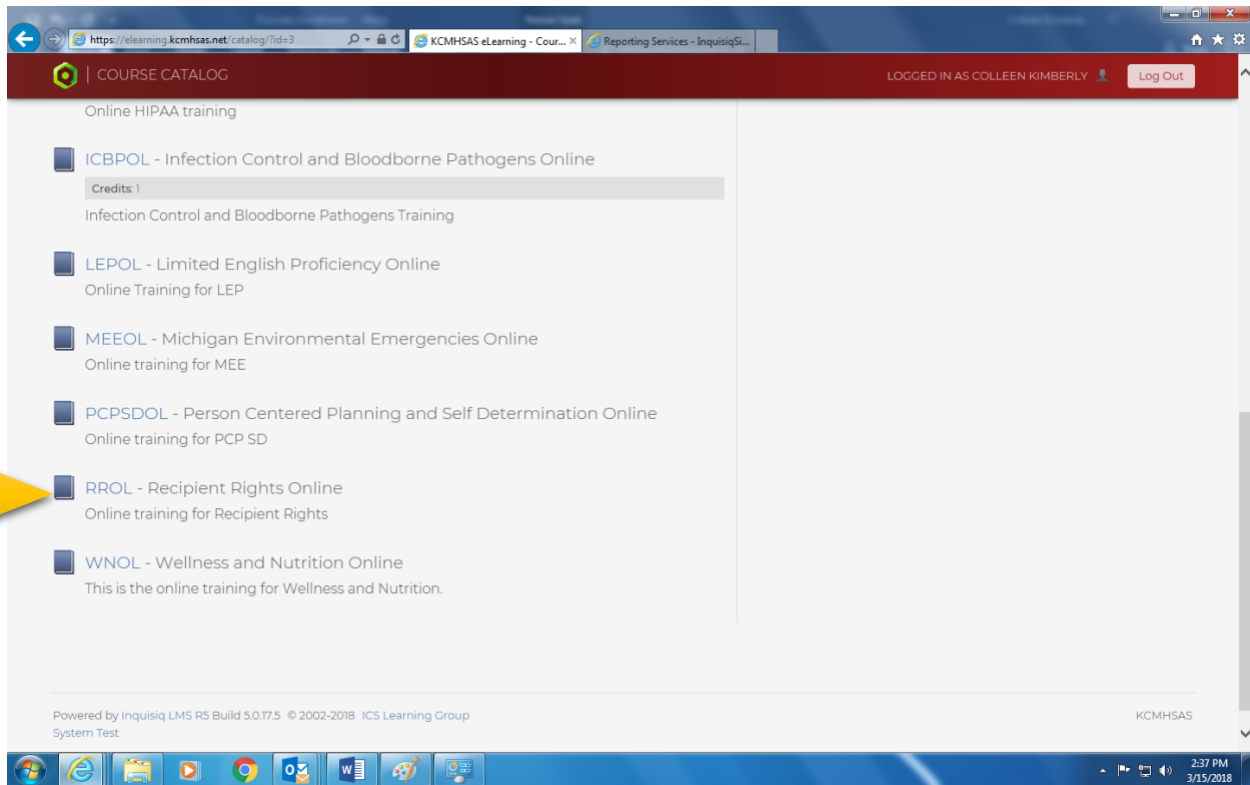 https://elearning.kcmhsas.net/catalog/?id=3
KCMHSAS eLearning - Cour...
Reporting Services - InquisiqSi...
| COURSE CATALOG
LOGGED IN AS COLLEEN KIMBERLY
Log Out
Online HIPAA training
ICBPOL - Infection Control and Bloodborne Pathogens Online
Credits: 1
Infection Control and Bloodborne Pathogens Training
LEPOL - Limited English Proficiency Online
Online Training for LEP
MEEOL - Michigan Environmental Emergencies Online
Online training for MEE
PCPSDOL - Person Centered Planning and Self Determination Online
Online training for PCP SD
RROL - Recipient Rights Online
Online training for Recipient Rights
WNOL - Wellness and Nutrition Online
This is the online training for Wellness and Nutrition.
Powered by Inquisiq LMS R5 Build 5.0.17.5 © 2002-2018 ICS Learning Group
KCMHSAS
System Test
2:37 PM
3/15/2018